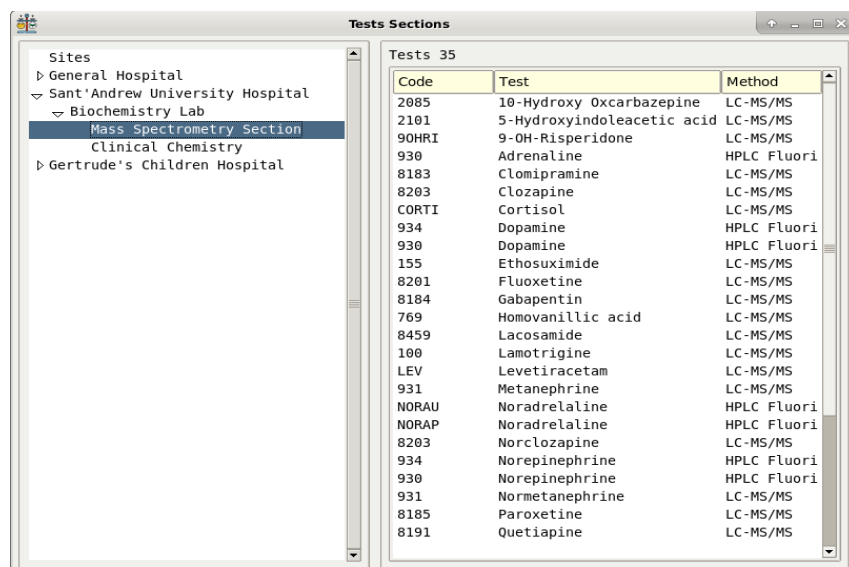 Tests Sections
Sites
General Hospital
Sant'Andrew University Hospital
Biochemistry Lab
Mass Spectrometry Section
Clinical Chemistry
Gertrude's Children Hospital
Tests 35
Code Test Method
2085 10-Hydroxy Oxcarbazepine LC-MS/MS
2101 5-Hydroxyindoleacetic acid LC-MS/MS
9OHRI 9-OH-Risperidone LC-MS/MS
930 Adrenaline HPLC Fluori
8183 Clomipramine LC-MS/MS
8203 Clozapine LC-MS/MS
CORTI Cortisol LC-MS/MS
934 Dopamine HPLC Fluori
930 Dopamine HPLC Fluori
155 Ethosuximide LC-MS/MS
8201 Fluoxetine LC-MS/MS
8184 Gabapentin LC-MS/MS
769 Homovanillic acid LC-MS/MS
8459 Lacosamide LC-MS/MS
100 Lamotrigine LC-MS/MS
LEV Levetiracetam LC-MS/MS
931 Metanephrine LC-MS/MS
NORAU Noradrelaline HPLC Fluori
NORAP Noradrelaline HPLC Fluori
8203 Norclozapine LC-MS/MS
934 Norepinephrine HPLC Fluori
930 Norepinephrine HPLC Fluori
931 Normetanephrine LC-MS/MS
8185 Paroxetine LC-MS/MS
8191 Quetiapine LC-MS/MS